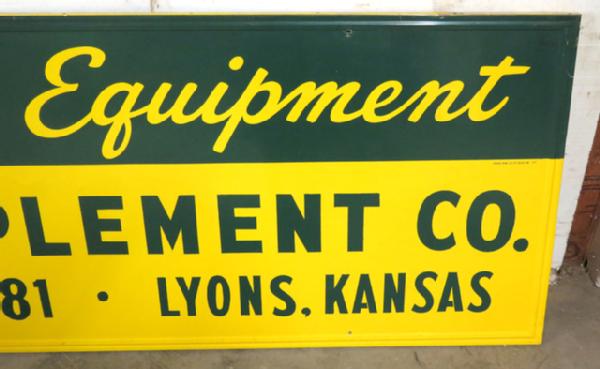 Equipment
PLEMENT CO.
81 • LYONS, KANSAS